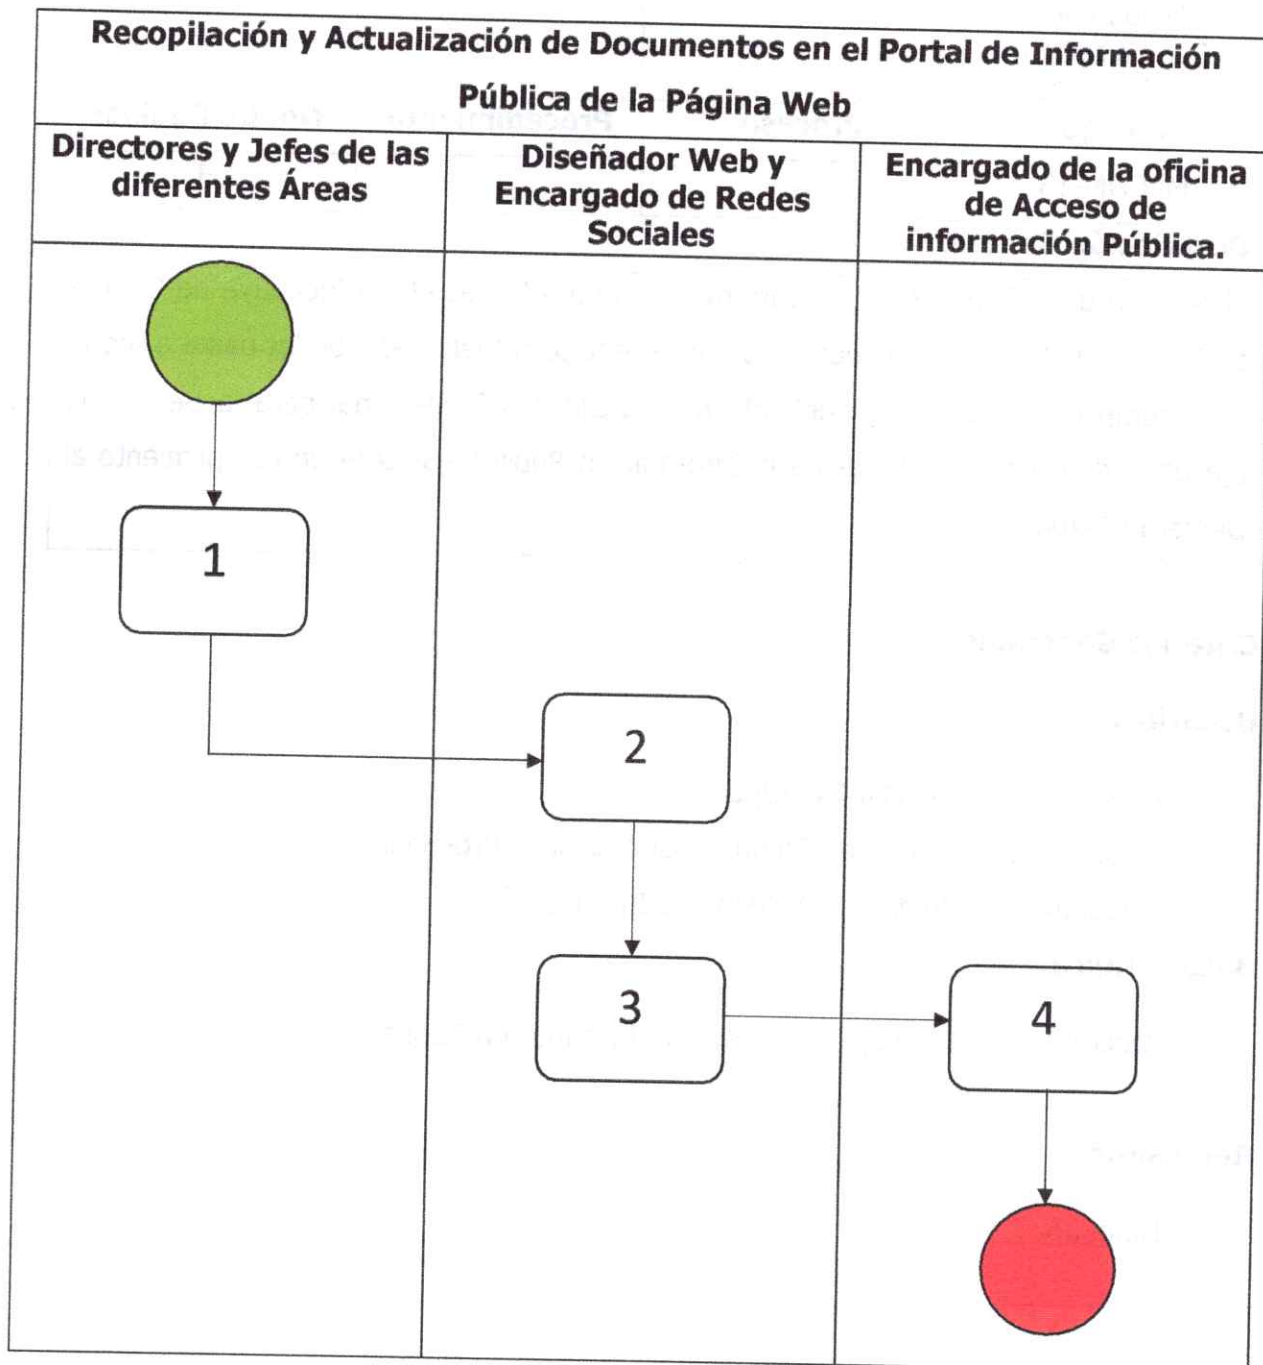 Recopilación y Actualización de Documentos en el Portal de Información
Pública de la Página Web
Directores y Jefes de las
diferentes Áreas
Diseñador Web y
Encargado de Redes
Sociales
Encargado de la oficina
de Acceso de
información Pública.
1
2
3
4